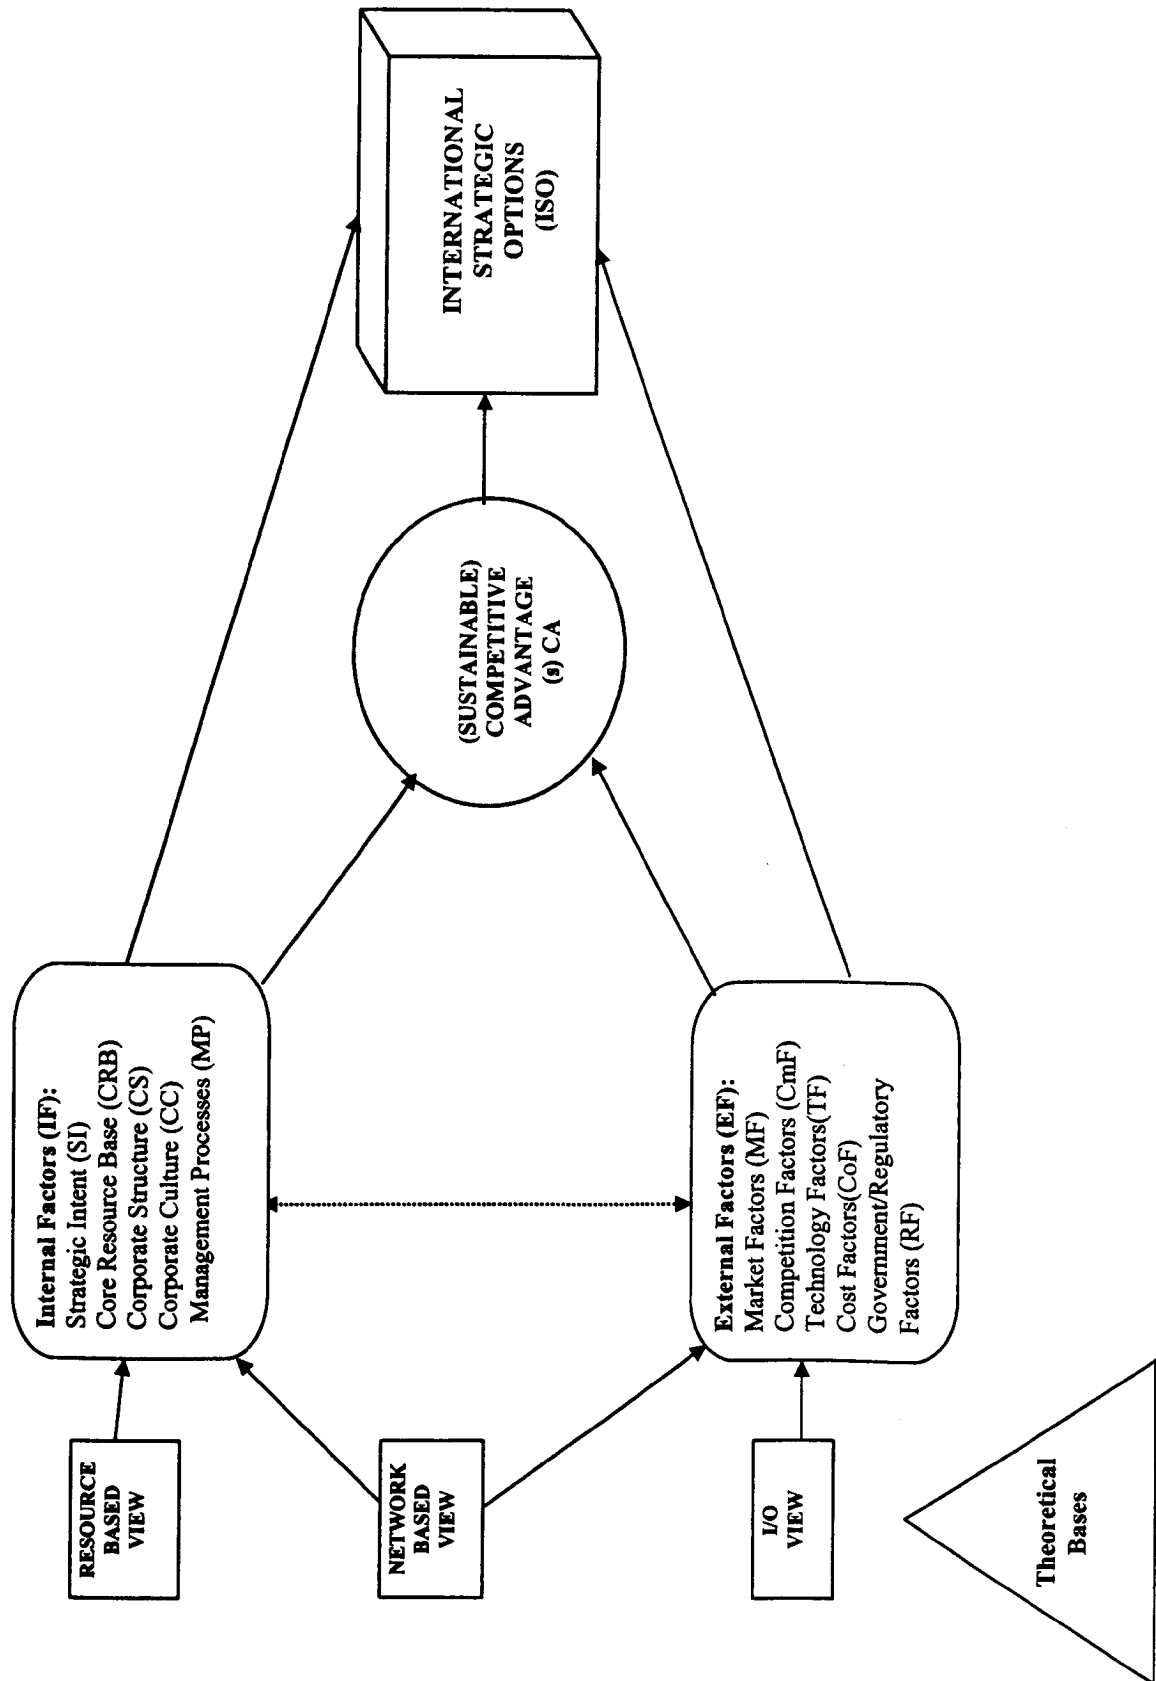 RESOURCE
BASED
VIEW
NETWORK
BASED
VIEW
I/O
VIEW
Theoretical
Bases
Internal Factors (IF):
Strategic Intent (SI)
Core Resource Base (CRB)
Corporate Structure (CS)
Corporate Culture (CC)
Management Processes (MP)
External Factors (EF):
Market Factors (MF)
Competition Factors (CmF)
Technology Factors(TF)
Cost Factors(CoF)
Government/Regulatory
Factors (RF)
(SUSTAINABLE)
COMPETITIVE
ADVANTAGE
(s) CA
INTERNATIONAL
STRATEGIC
OPTIONS
(ISO)